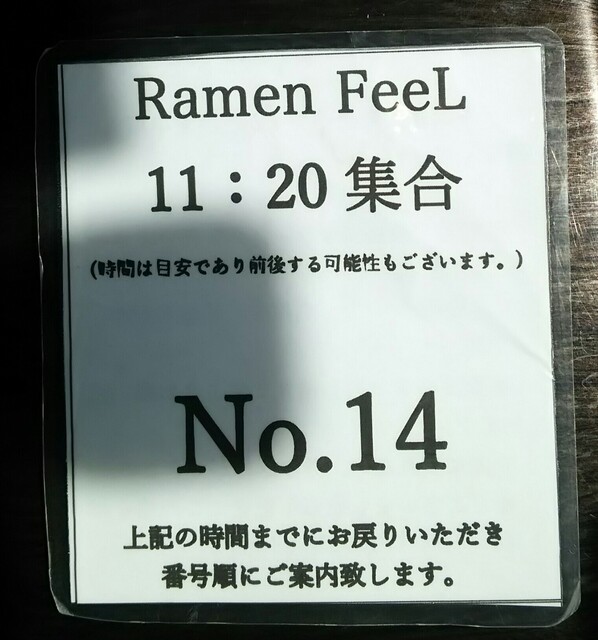 Ramen FeeL
11：20 集合
(時間は目安であり前後する可能性もございます。)
No.14
上記の時間までにお戻りいただき
番号順にご案内致します。